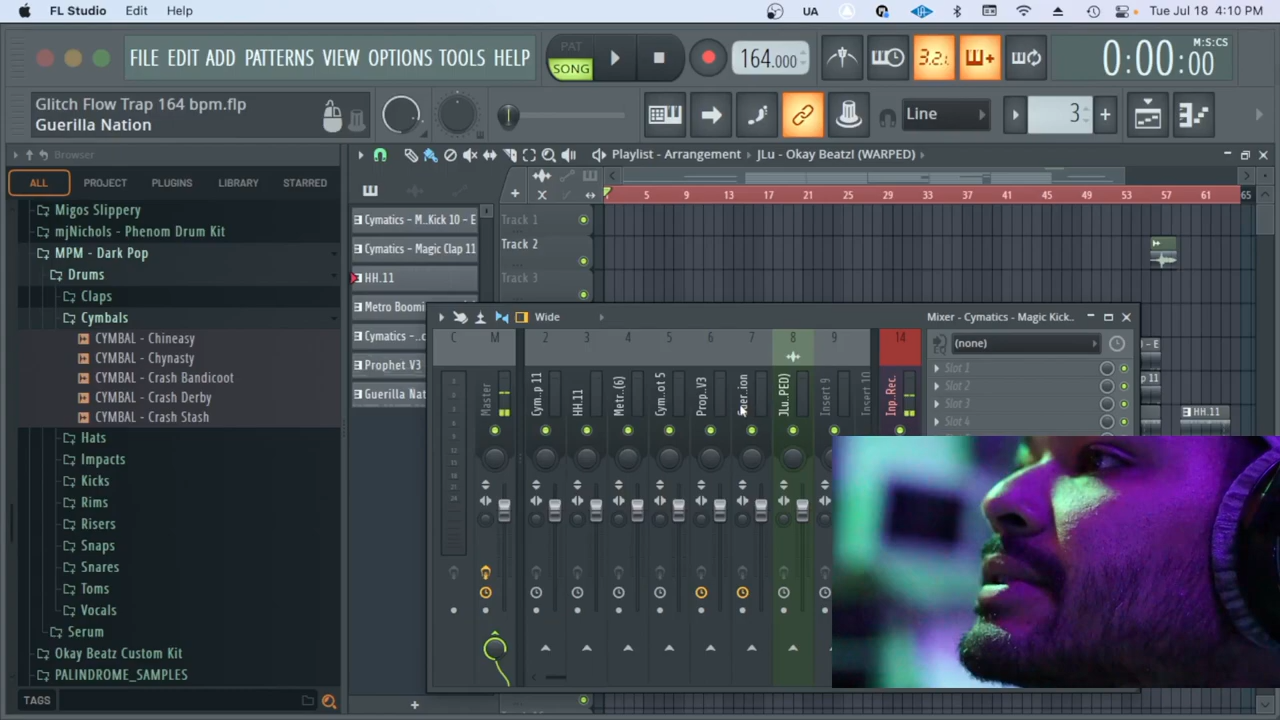 FL Studio Edit Help
UA Tue Jul 18 4:10 PM
FILE EDIT ADD PATTERNS VIEW OPTIONS TOOLS HELP
PAT
SONG
164.000
3.2.1
M:S:CS
0:00:00
Glitch Flow Trap 164 bpm.flp
Guerilla Nation
Line
3
Browser
Playlist - Arrangement JLu - Okay Beatz! (WARPED)
ALL PROJECT PLUGINS LIBRARY STARRED
5 9 13 17 21 25 29 33 37 41 45 49 53 57 61 65
Migos Slippery
mjNichols - Phenom Drum Kit
MPM - Dark Pop
Drums
Claps
Cymbals
CYMBAL - Chineasy
CYMBAL - Chynasty
CYMBAL - Crash Bandicoot
CYMBAL - Crash Derby
CYMBAL - Crash Stash
Hats
Impacts
Kicks
Rims
Risers
Snaps
Snares
Toms
Vocals
Serum
Okay Beatz Custom Kit
PALINDROME_SAMPLES
TAGS
Cymatics - M..Kick 10 - E
Cymatics - Magic Clap 11
HH.11
Metro Boomin
Cymatics - ..c
Prophet V3
Guerilla Nat
Track 1
Track 2
Track 3
Wide
Mixer - Cymatics - Magic Kick..
C M 2 3 4 5 6 7 8 9 14
Master
Cym..p 11
HH.11
Metr..(6)
Cym..ot 5
Prop..V3
JLu..PED)
Insert 9
Insert 10
Inp..Rec.
(none)
Slot 1
Slot 2
Slot 3
Slot 4
- E
p 11
HH.11